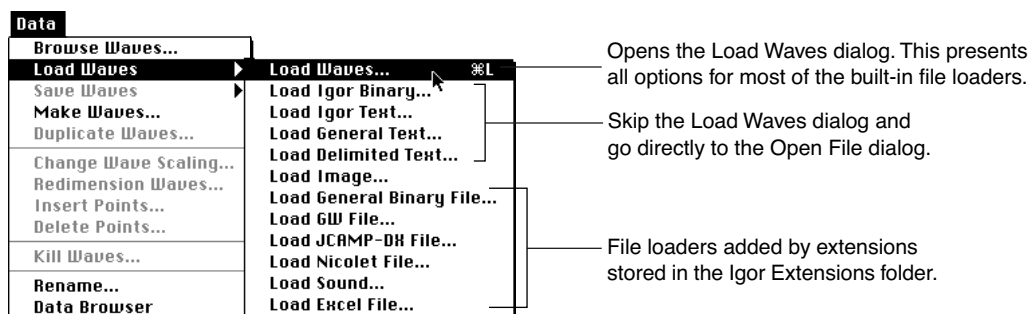 Data
Browse Waves...
Load Waves
Save Waves
Make Waves...
Duplicate Waves...
Change Wave Scaling...
Redimension Waves...
Insert Points...
Delete Points...
Kill Waves...
Rename...
Data Browser
Load Waves... ⌘L
Load Igor Binary...
Load Igor Text...
Load General Text...
Load Delimited Text...
Load Image...
Load General Binary File...
Load GW File...
Load JCAMP-DX File...
Load Nicolet File...
Load Sound...
Load Excel File...
Opens the Load Waves dialog. This presents
all options for most of the built-in file loaders.
Skip the Load Waves dialog and
go directly to the Open File dialog.
File loaders added by extensions
stored in the Igor Extensions folder.